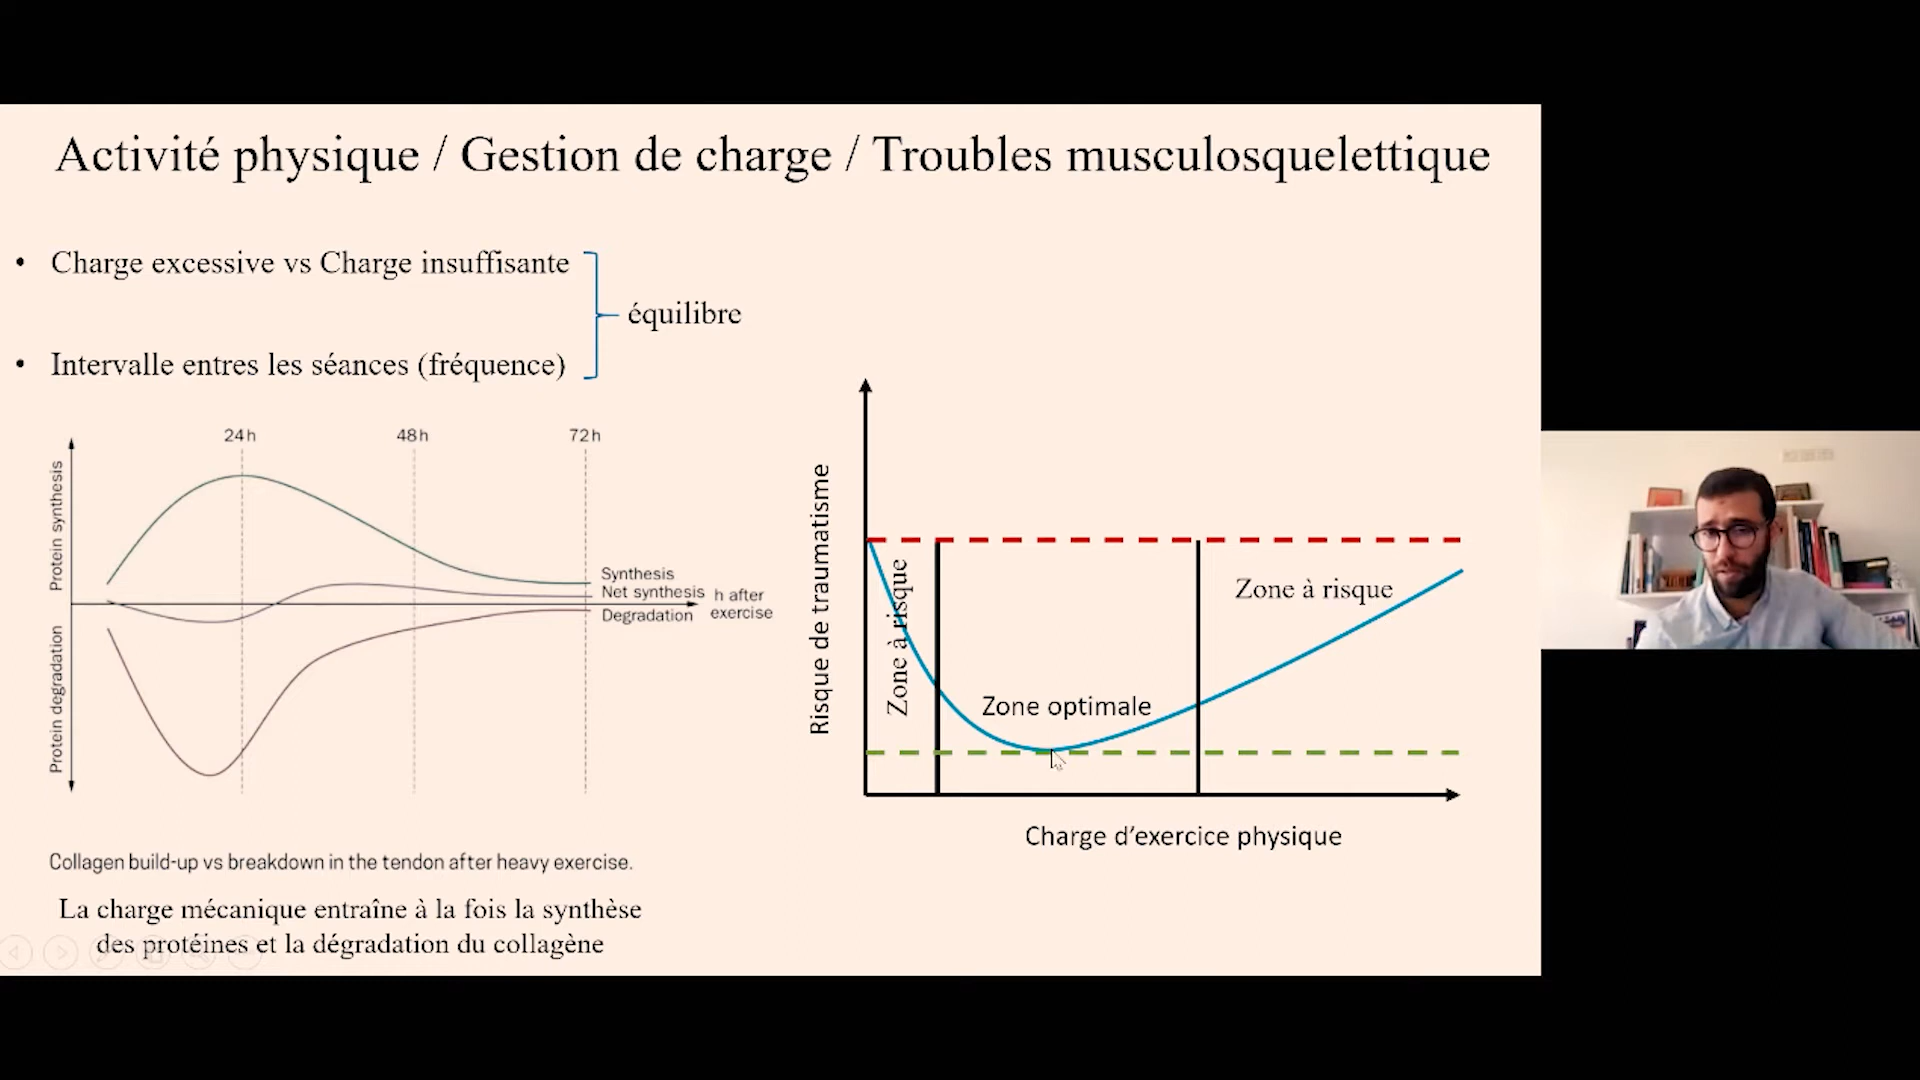 Activité physique / Gestion de charge / Troubles musculosquelettique
• Charge excessive vs Charge insuffisante
équilibre
• Intervalle entres les séances (fréquence)
24h
48h
72h
Protein synthesis
Protein degradation
Synthesis
Net synthesis
Degradation
h after
exercise
Collagen build-up vs breakdown in the tendon after heavy exercise.
La charge mécanique entraîne à la fois la synthèse
des protéines et la dégradation du collagène
Risque de traumatisme
Zone à risque
Zone optimale
Zone à risque
Charge d’exercice physique